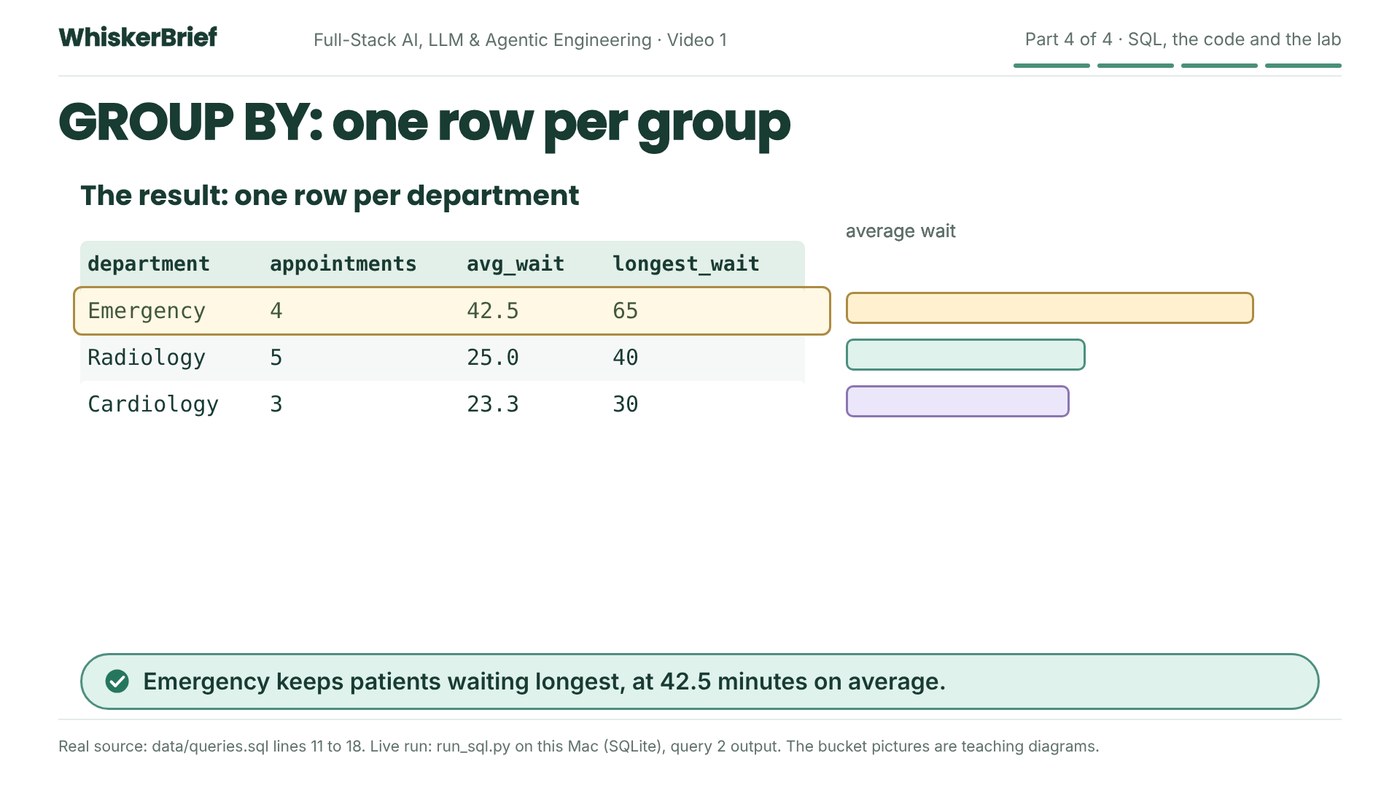 WhiskerBrief
Full-Stack AI, LLM & Agentic Engineering · Video 1
Part 4 of 4 · SQL, the code and the lab
GROUP BY: one row per group
The result: one row per department
average wait
department appointments avg_wait longest_wait
Emergency 4 42.5 65
Radiology 5 25.0 40
Cardiology 3 23.3 30
Emergency keeps patients waiting longest, at 42.5 minutes on average.
Real source: data/queries.sql lines 11 to 18. Live run: run_sql.py on this Mac (SQLite), query 2 output. The bucket pictures are teaching diagrams.